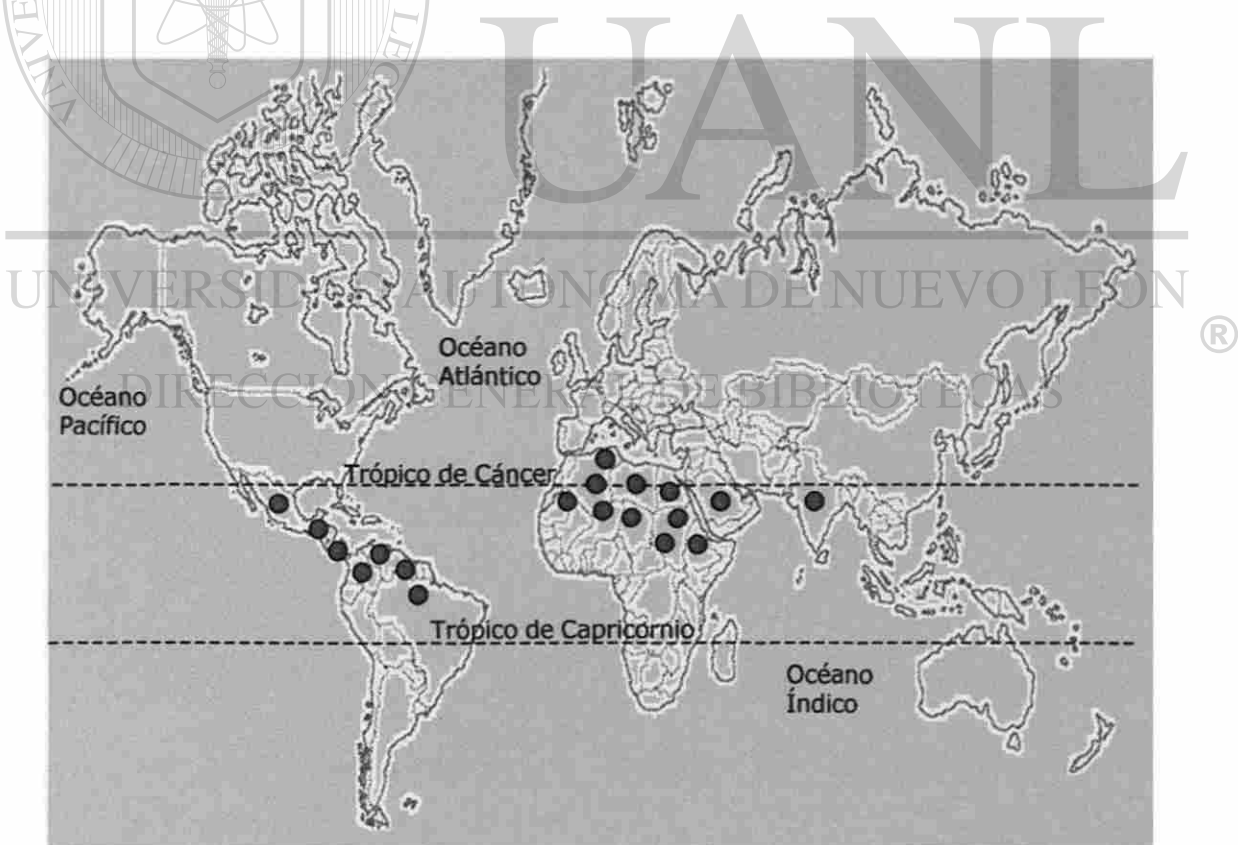 UANL
UNIVERSIDAD AUTÓNOMA DE NUEVO LEÓN
®
DIRECCIÓN GENERAL DE BIBLIOTECAS
Océano
Atlántico
Océano
Pacífico
Trópico de Cáncer
Trópico de Capricornio
Océano
Índico